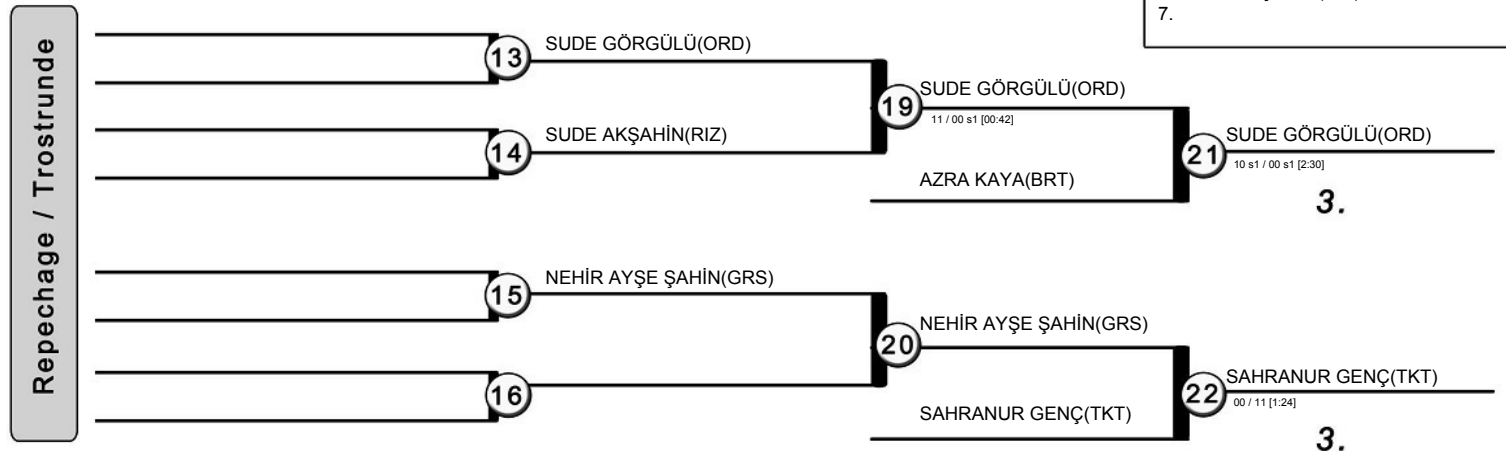 7.
Repechage / Trostrunde
13
SUDE GÖRGÜLÜ(ORD)
14
SUDE AKŞAHİN(RIZ)
19
SUDE GÖRGÜLÜ(ORD)
11 / 00 s1 [00:42]
AZRA KAYA(BRT)
21
SUDE GÖRGÜLÜ(ORD)
10 s1 / 00 s1 [2:30]
3.
15
NEHİR AYŞE ŞAHİN(GRS)
16
20
NEHİR AYŞE ŞAHİN(GRS)
SAHRANUR GENÇ(TKT)
22
SAHRANUR GENÇ(TKT)
00 / 11 [1:24]
3.